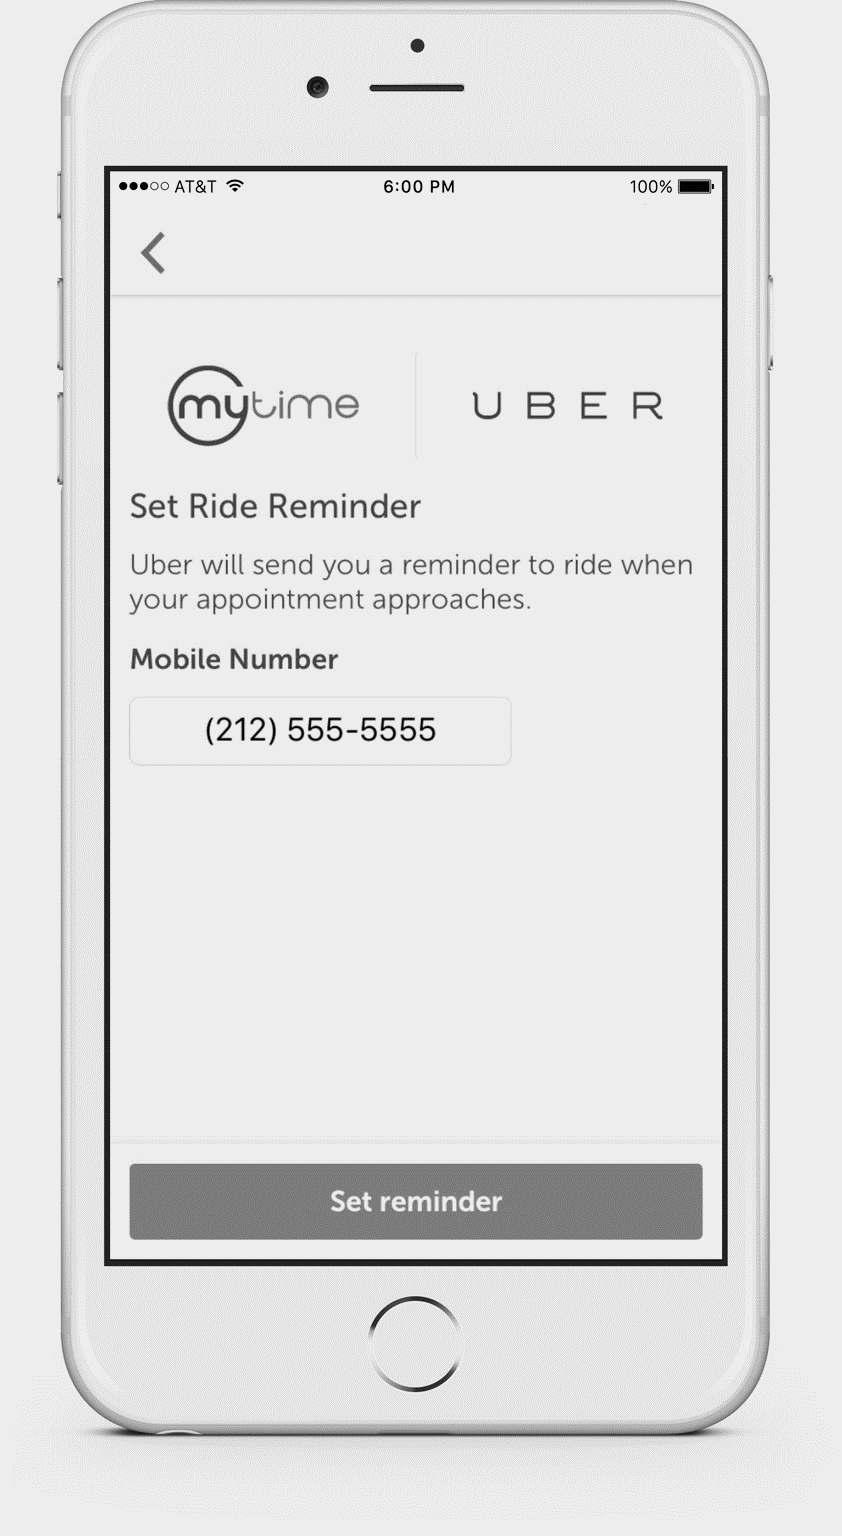 AT&T 6:00 PM 100%
mytime UBER
Set Ride Reminder
Uber will send you a reminder to ride when
your appointment approaches.
Mobile Number
(212) 555-5555
Set reminder